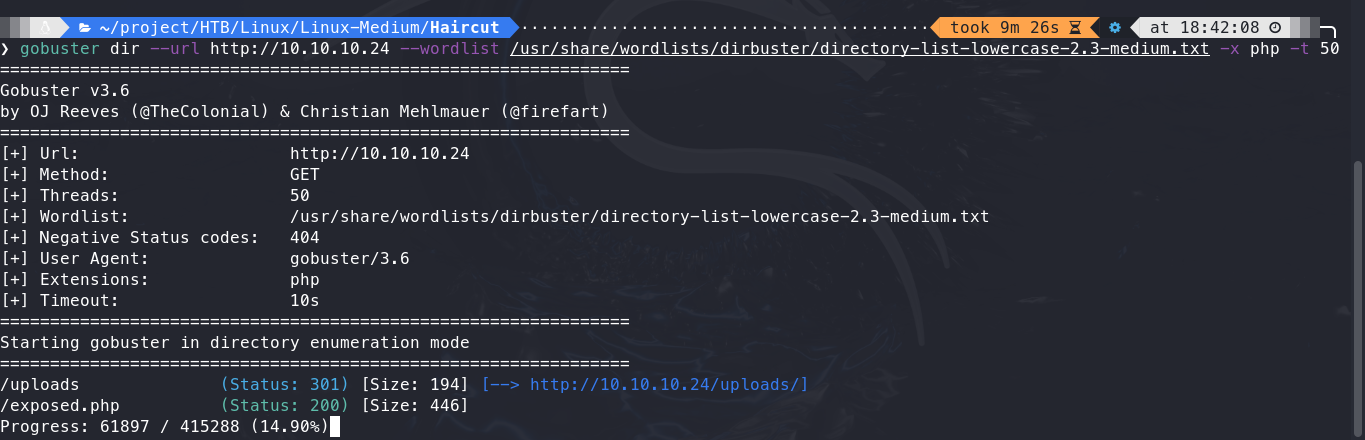 ~/project/HTB/Linux/Linux-Medium/Haircut took 9m 26s at 18:42:08
❯ gobuster dir --url http://10.10.10.24 --wordlist /usr/share/wordlists/dirbuster/directory-list-lowercase-2.3-medium.txt -x php -t 50
===============================================================
Gobuster v3.6
by OJ Reeves (@TheColonial) & Christian Mehlmauer (@firefart)
===============================================================
[+] Url:                     http://10.10.10.24
[+] Method:                  GET
[+] Threads:                 50
[+] Wordlist:                /usr/share/wordlists/dirbuster/directory-list-lowercase-2.3-medium.txt
[+] Negative Status codes:   404
[+] User Agent:              gobuster/3.6
[+] Extensions:              php
[+] Timeout:                 10s
===============================================================
Starting gobuster in directory enumeration mode
===============================================================
/uploads              (Status: 301) [Size: 194] [--> http://10.10.10.24/uploads/]
/exposed.php          (Status: 200) [Size: 446]
Progress: 61897 / 415288 (14.90%)